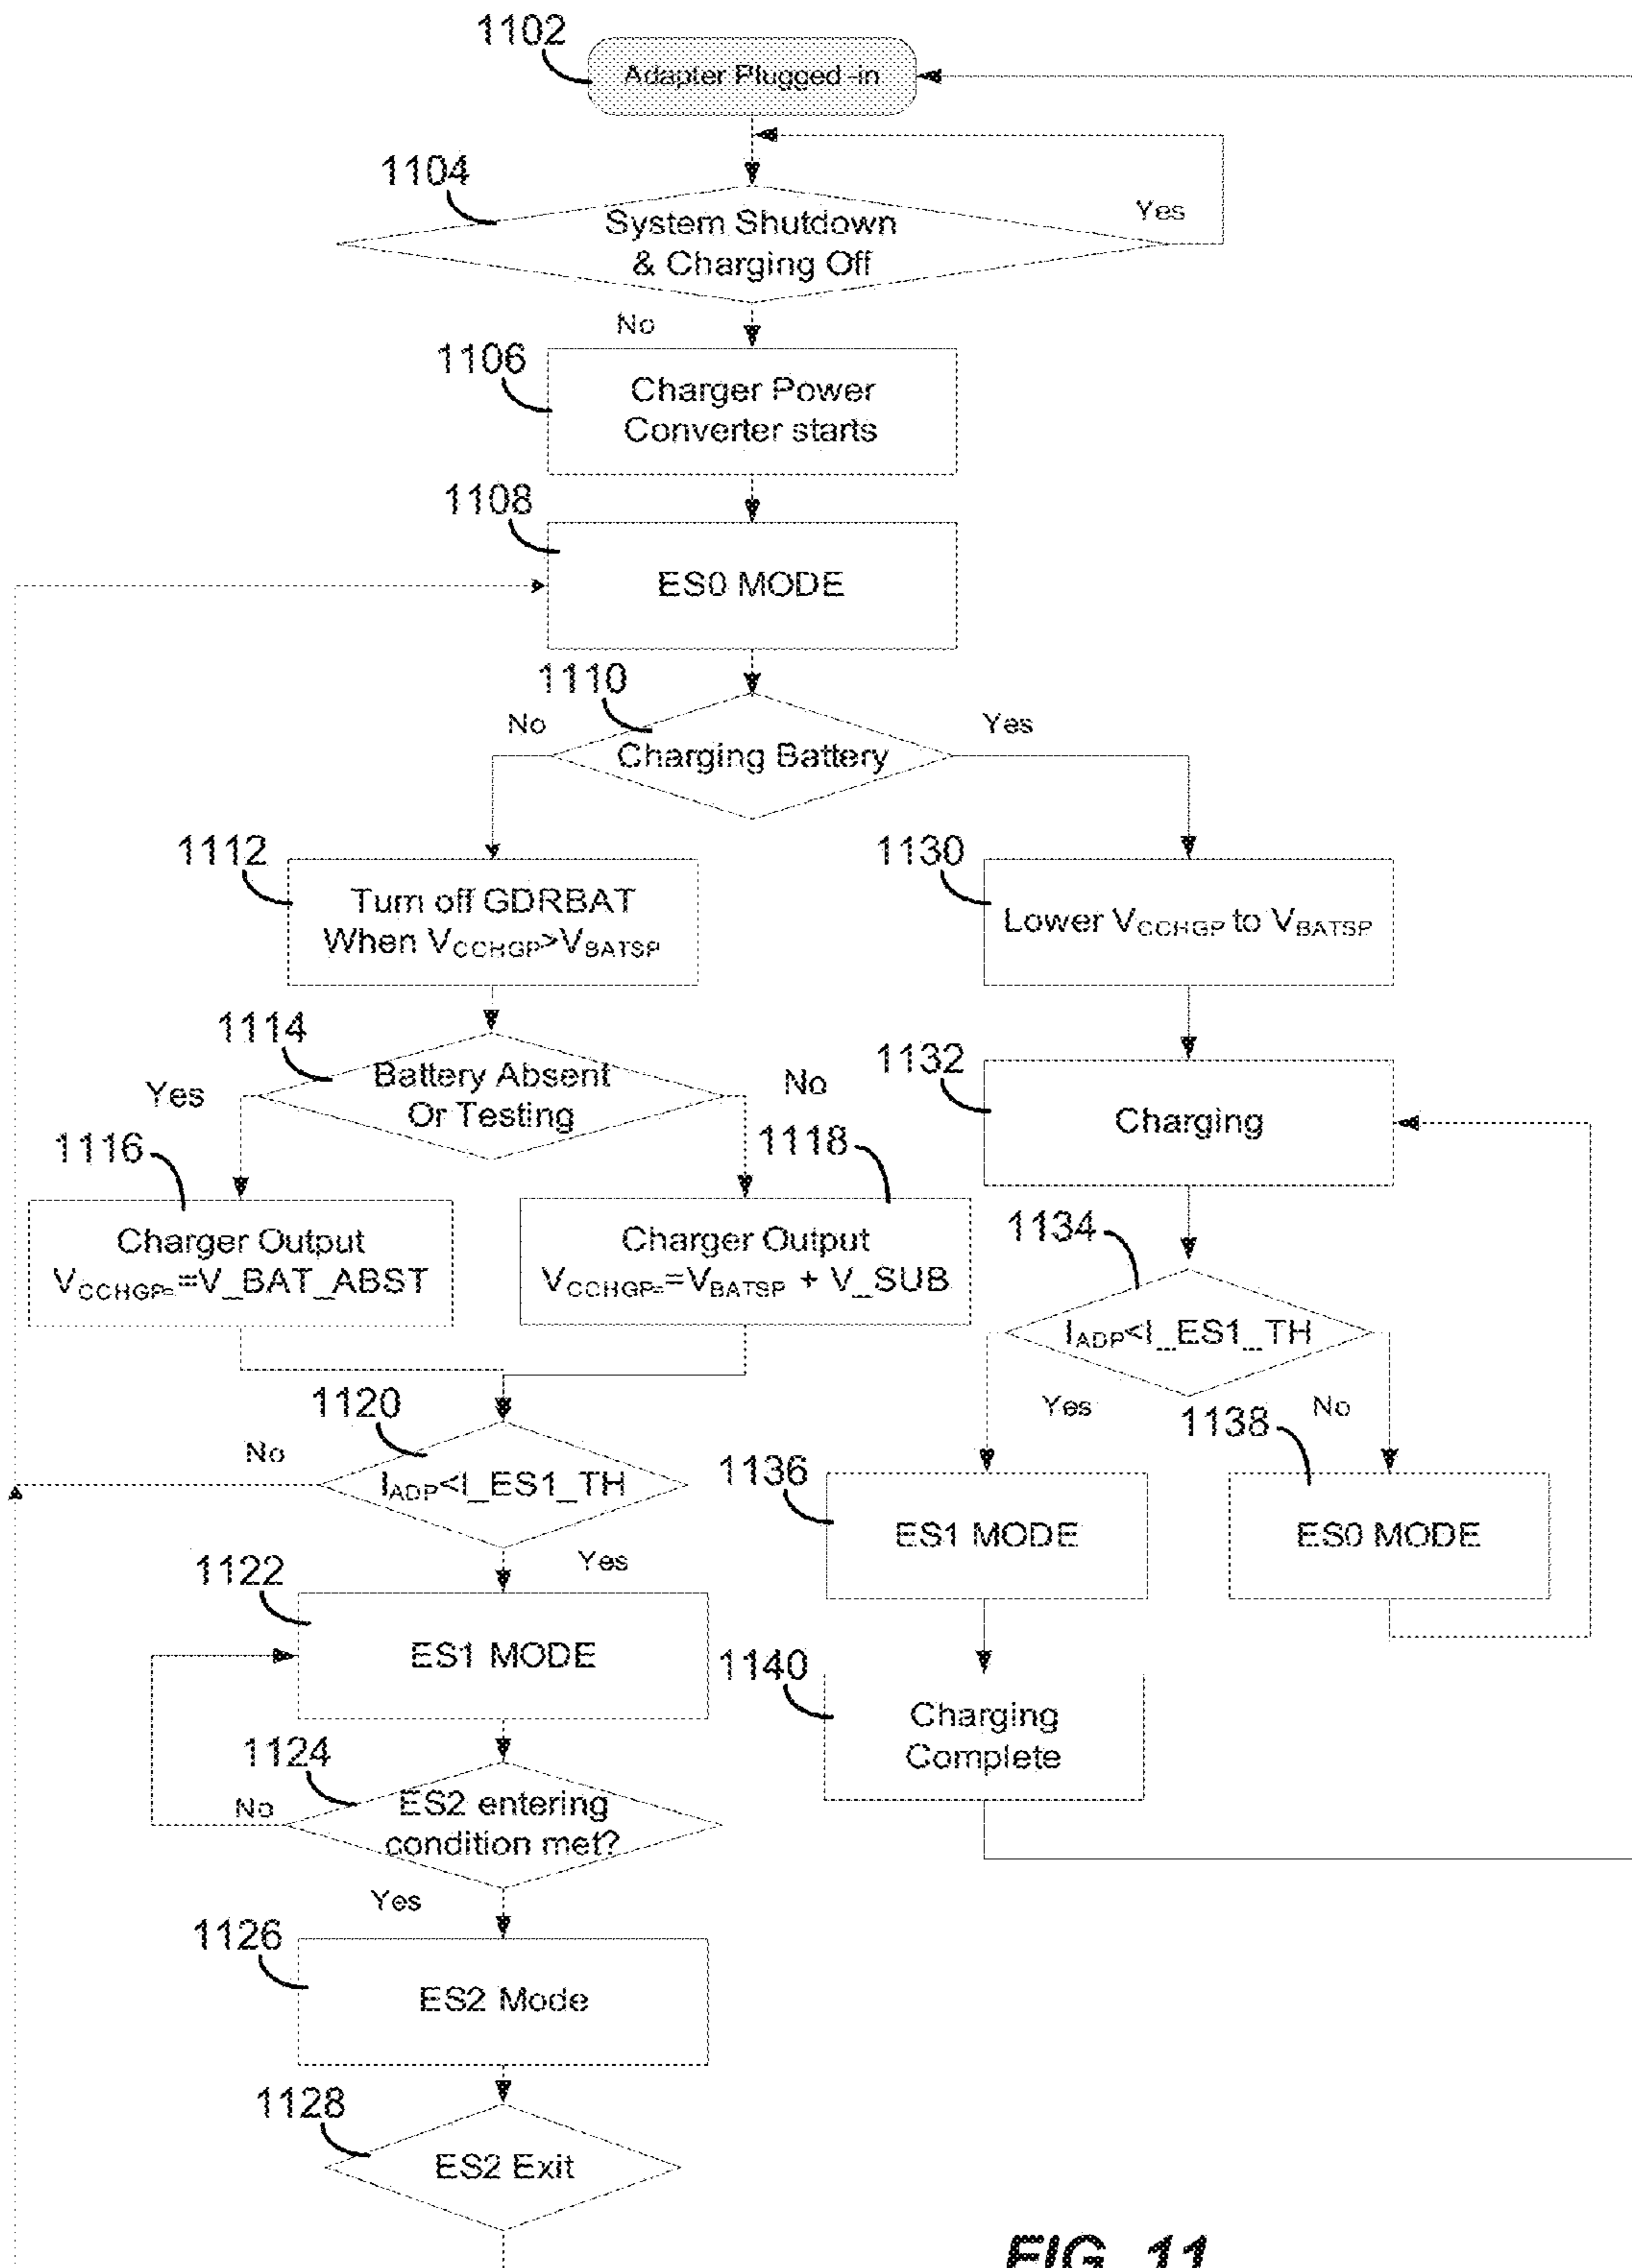 1102
Adapter Plugged-in
1104
System Shutdown
& Charging Off
Yes
No
1106
Charger Power
Converter starts
1108
ES0 MODE
1110
No
Yes
Charging Battery
1112
Turn off GDRBAT
When VCCHGP>VBATSP
1130
Lower VCCHGP to VBATSP
1114
Battery Absent
Or Testing
Yes
No
1132
Charging
1116
Charger Output
VCCHGP==V_BAT_ABST
1118
Charger Output
VCCHGP==VBATSP + V_SUB
1134
IADP<I_ES1_TH
Yes
No
1120
No
IADP<I_ES1_TH
Yes
1136
ES1 MODE
1138
ES0 MODE
1122
ES1 MODE
1140
Charging
Complete
1124
No
ES2 entering
condition met?
Yes
1126
ES2 Mode
1128
ES2 Exit
FIG. 11